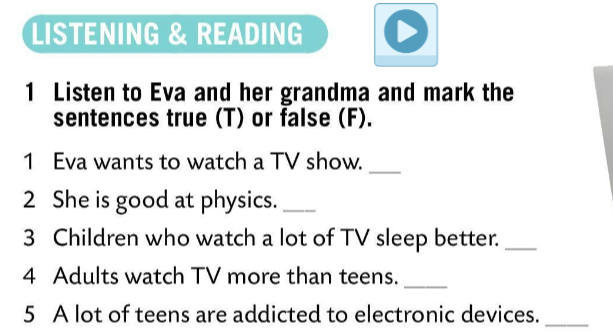 LISTENING & READING
1 Listen to Eva and her grandma and mark the
sentences true (T) or false (F).
1 Eva wants to watch a TV show. ___
2 She is good at physics. ___
3 Children who watch a lot of TV sleep better. ___
4 Adults watch TV more than teens. ___
5 A lot of teens are addicted to electronic devices. ___